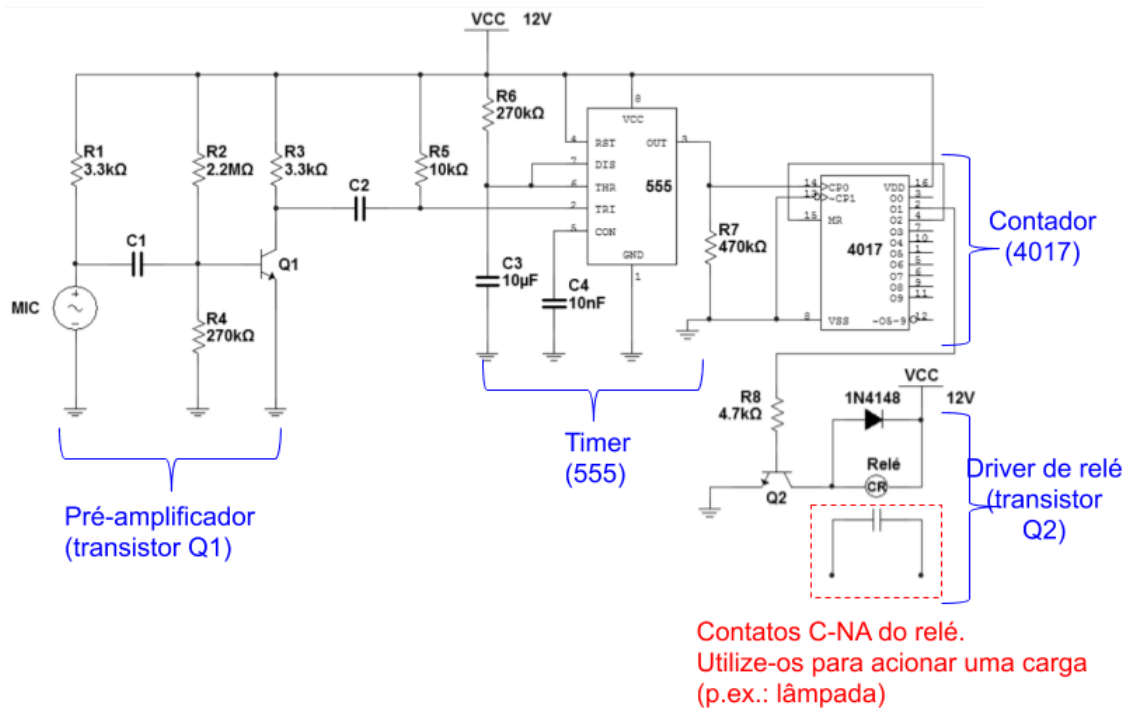 VCC 12V
R1
3.3kΩ
R2
2.2MΩ
R3
3.3kΩ
R5
10kΩ
R6
270kΩ
C1
C2
Q1
MIC
R4
270kΩ
C3
10µF
C4
10nF
8
VCC
4 RST OUT 3
7 DIS
6 THR 555
2 TRI
5 CON
GND
1
R7
470kΩ
14 CP0 VDD 16
13 ~CP1 O0 3
O1 2
15 MR O2 4
O3 7
4017 O4 10
O5 1
O6 5
O7 6
O8 9
O9 11
8 VSS ~O5-9 12
Contador
(4017)
R8
4.7kΩ
1N4148
VCC
12V
Relé
CR
Q2
Timer
(555)
Pré-amplificador
(transistor Q1)
Driver de relé
(transistor
Q2)
Contatos C-NA do relé.
Utilize-os para acionar uma carga
(p.ex.: lâmpada)